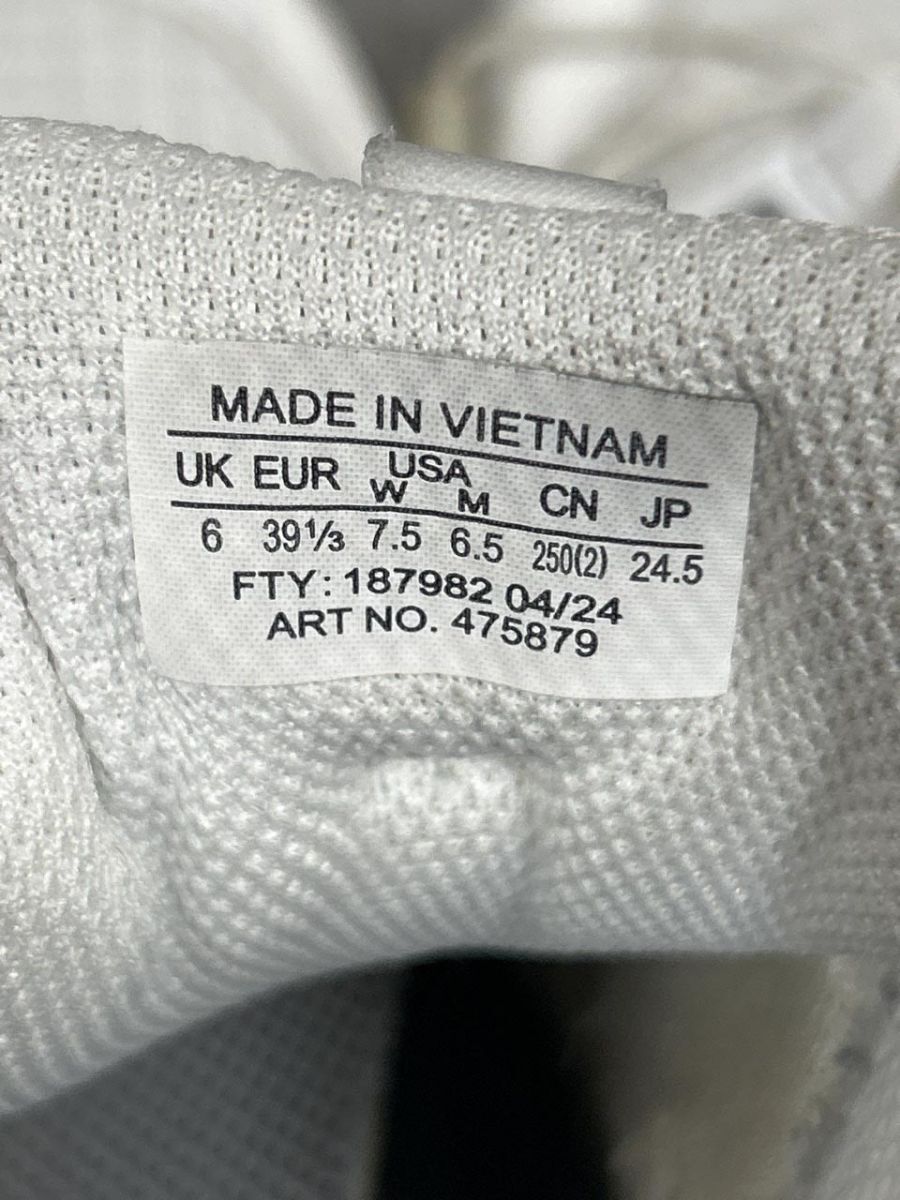 MADE IN VIETNAM
UK EUR USA W M CN JP
6 39⅓ 7.5 6.5 250(2) 24.5
FTY: 187982 04/24
ART NO. 475879